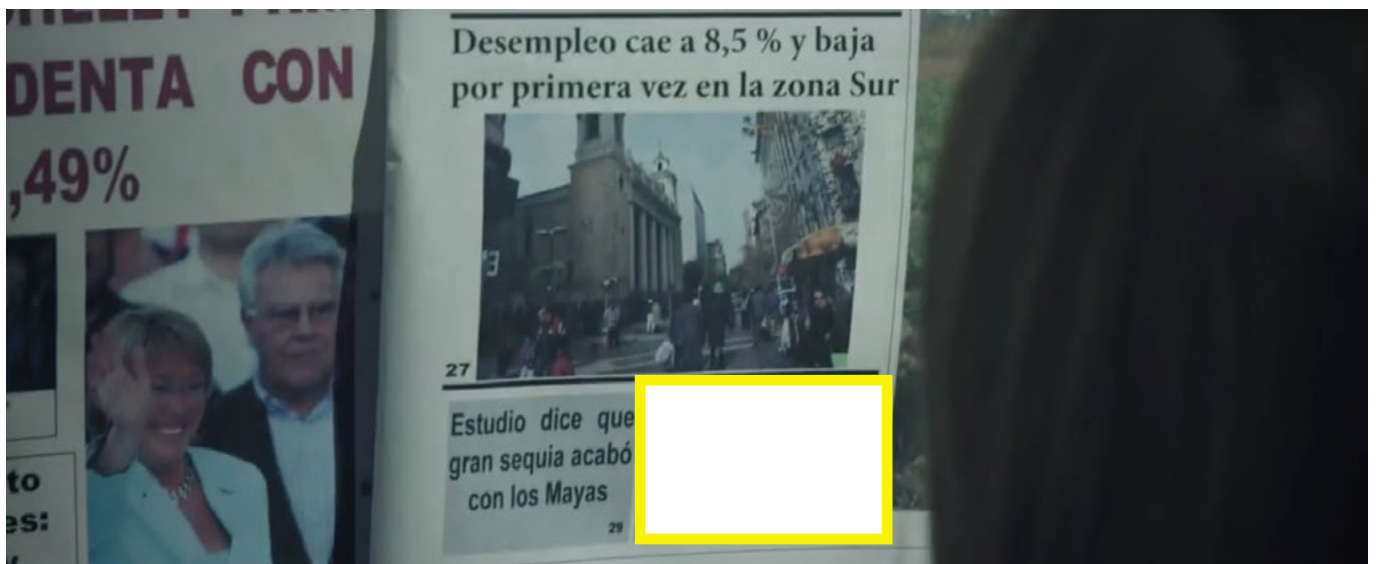 DENTA CON
,49%
to
es:
Desempleo cae a 8,5 % y baja
por primera vez en la zona Sur
27
Estudio dice que
gran sequia acabó
con los Mayas
29